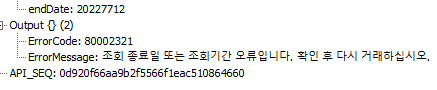 endDate: 20227712
Output {} (2)
ErrorCode: 80002321
ErrorMessage: 조회 종료일 또는 조회기간 오류입니다. 확인 후 다시 거래하십시오.
API_SEQ: 0d920f66aa9b2f5566f1eac510864660